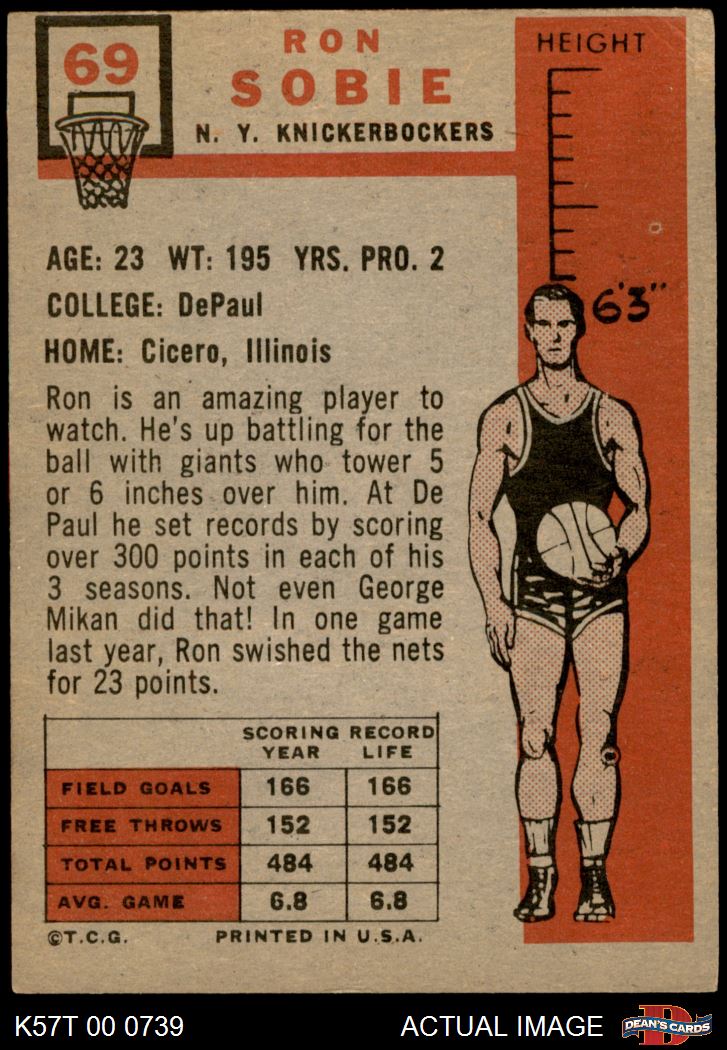 69
RON
SOBIE
N. Y. KNICKERBOCKERS
HEIGHT
6'3"
AGE: 23 WT: 195 YRS. PRO. 2
COLLEGE: DePaul
HOME: Cicero, Illinois
Ron is an amazing player to
watch. He's up battling for the
ball with giants who tower 5
or 6 inches over him. At De
Paul he set records by scoring
over 300 points in each of his
3 seasons. Not even George
Mikan did that! In one game
last year, Ron swished the nets
for 23 points.
SCORING RECORD
YEAR LIFE
FIELD GOALS 166 166
FREE THROWS 152 152
TOTAL POINTS 484 484
AVG. GAME 6.8 6.8
©T.C.G. PRINTED IN U.S.A.
K57T 00 0739 ACTUAL IMAGE
D
DEAN'S CARDS